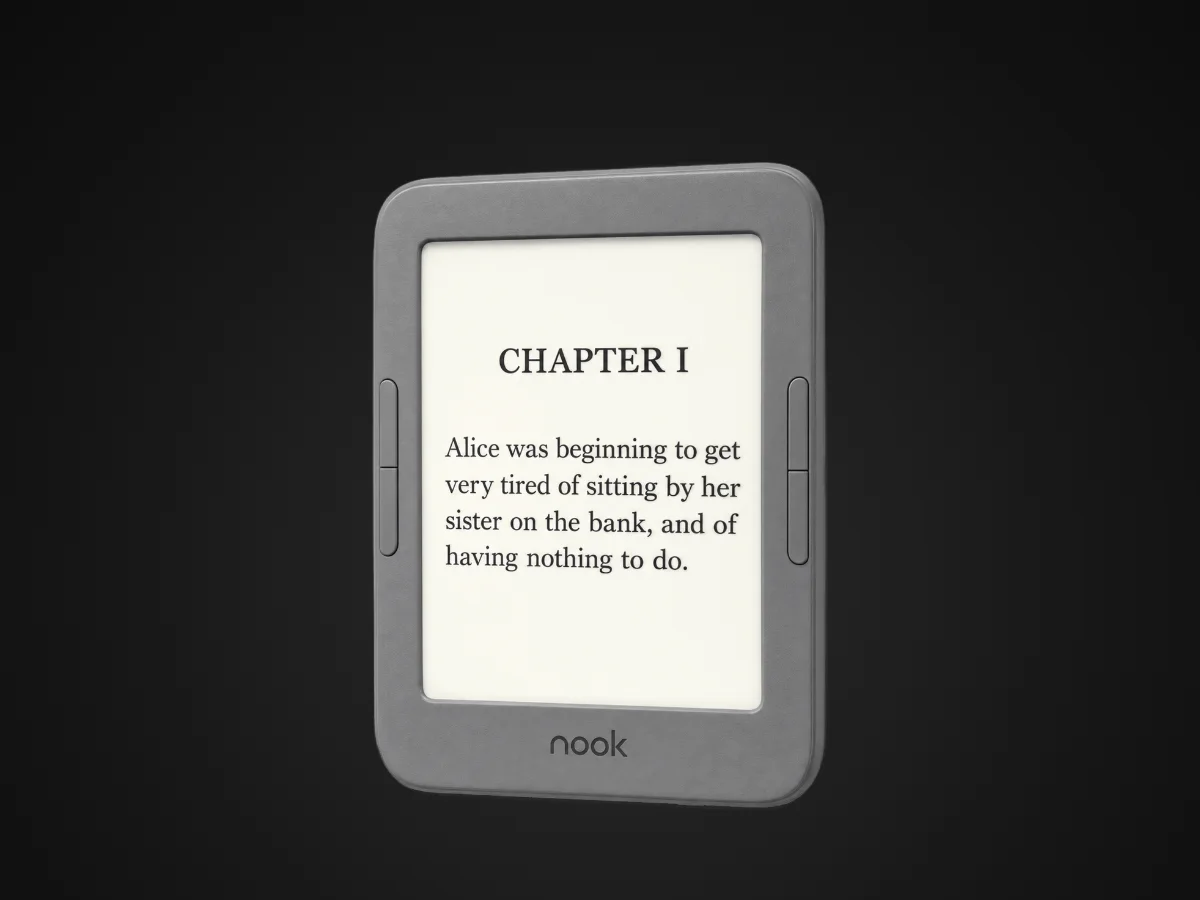 CHAPTER I
Alice was beginning to get
very tired of sitting by her
sister on the bank, and of
having nothing to do.
nook